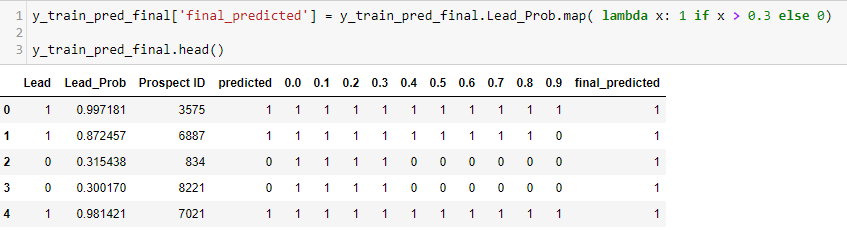 1 y_train_pred_final['final_predicted'] = y_train_pred_final.Lead_Prob.map( lambda x: 1 if x > 0.3 else 0)
2
3 y_train_pred_final.head()
Lead Lead_Prob Prospect ID predicted 0.0 0.1 0.2 0.3 0.4 0.5 0.6 0.7 0.8 0.9 final_predicted
0 1 0.997181 3575 1 1 1 1 1 1 1 1 1 1 1 1
1 1 0.872457 6887 1 1 1 1 1 1 1 1 1 1 0 1
2 0 0.315438 834 0 1 1 1 1 0 0 0 0 0 0 1
3 0 0.300170 8221 0 1 1 1 1 0 0 0 0 0 0 1
4 1 0.981421 7021 1 1 1 1 1 1 1 1 1 1 1 1